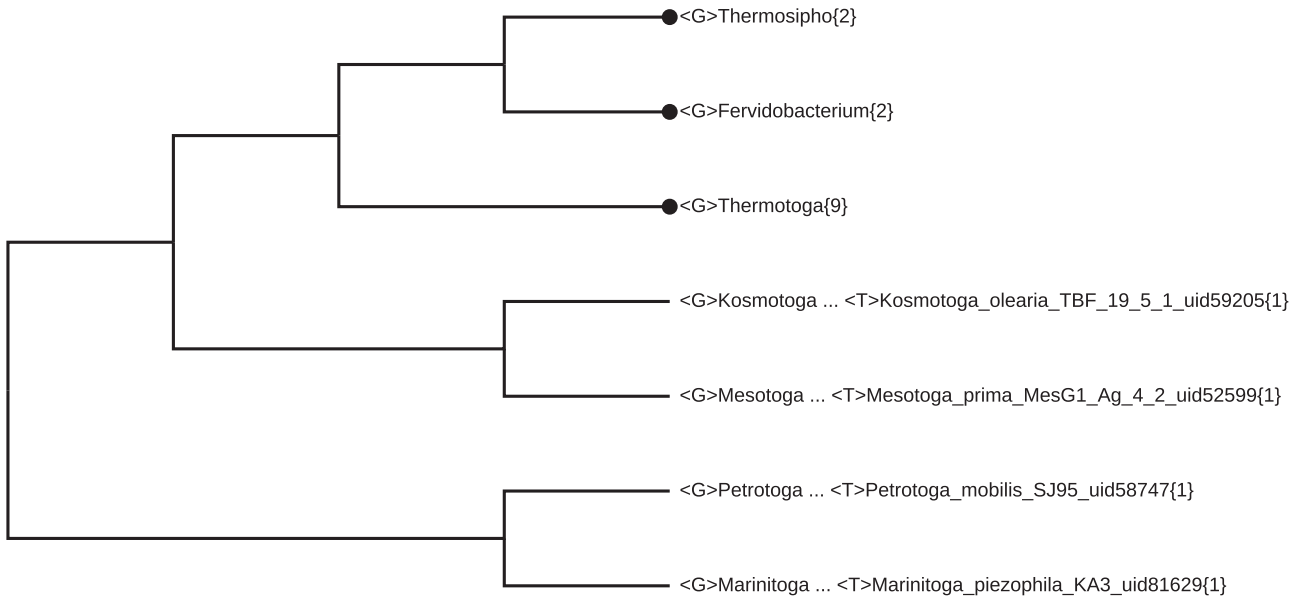 <G>Thermosipho{2}
<G>Fervidobacterium{2}
<G>Thermotoga{9}
<G>Kosmotoga ... <T>Kosmotoga_olearia_TBF_19_5_1_uid59205{1}
<G>Mesotoga ... <T>Mesotoga_prima_MesG1_Ag_4_2_uid52599{1}
<G>Petrotoga ... <T>Petrotoga_mobilis_SJ95_uid58747{1}
<G>Marinitoga ... <T>Marinitoga_piezophila_KA3_uid81629{1}